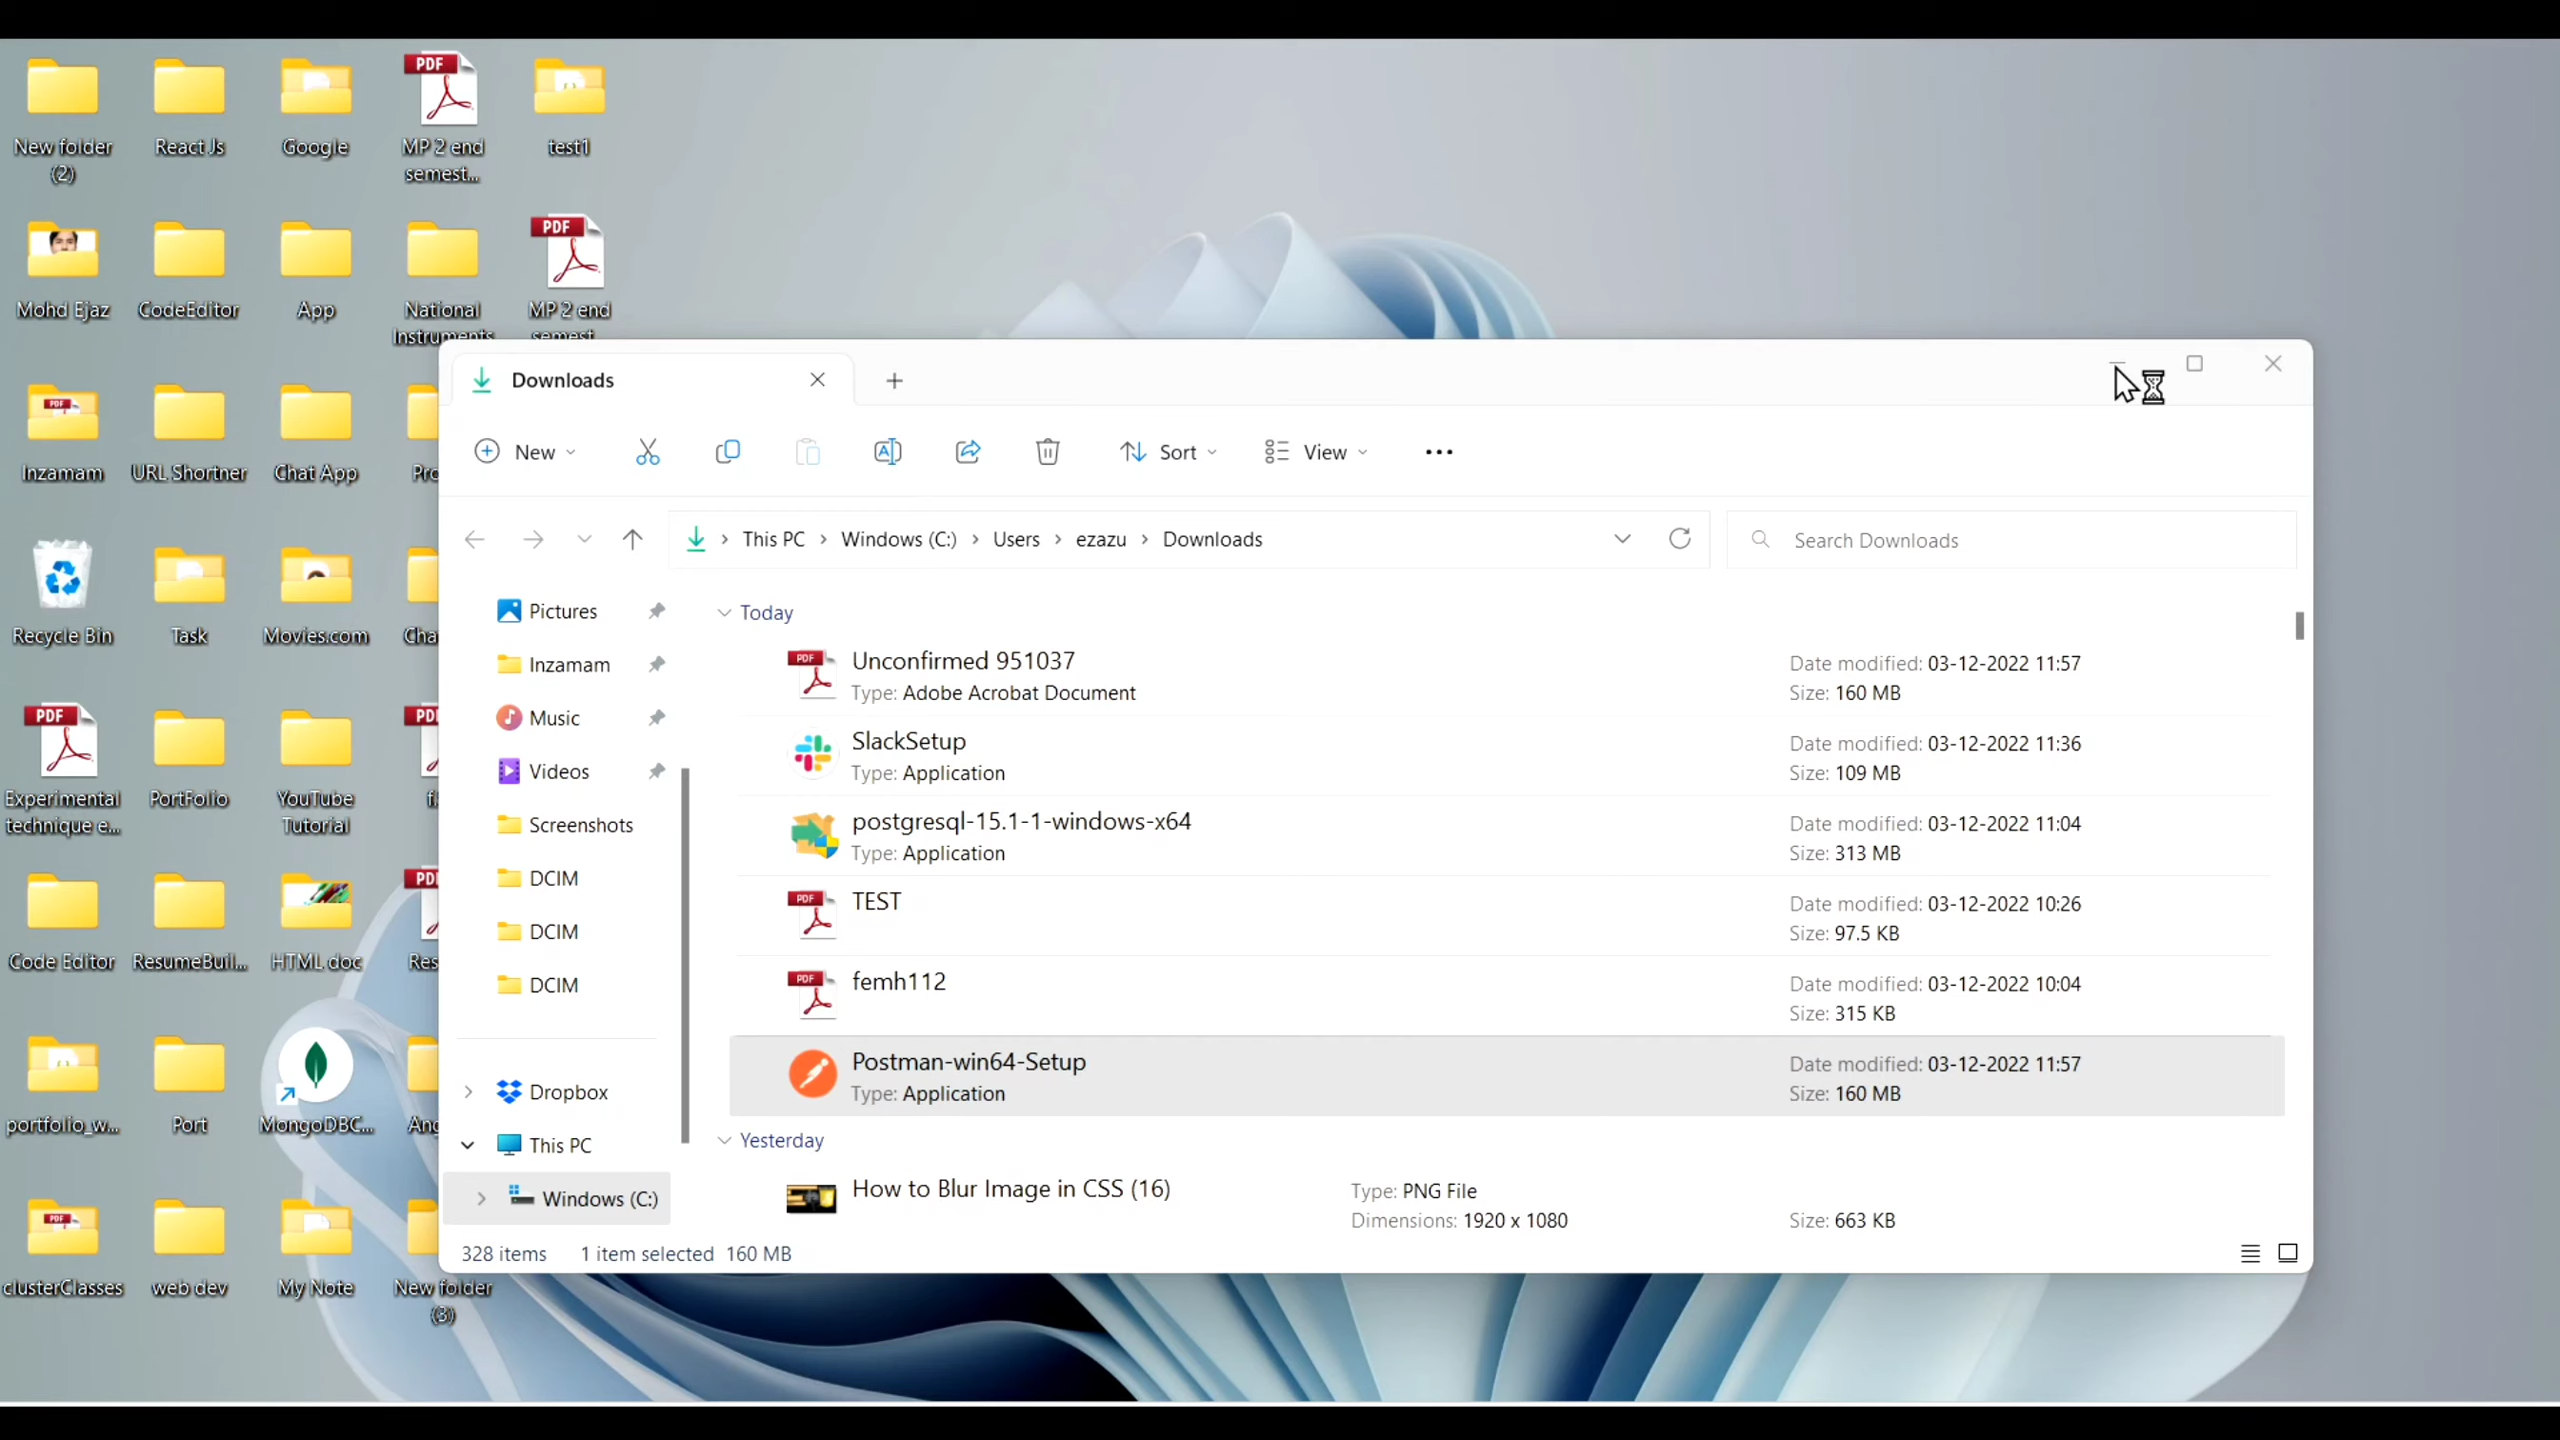 New folder
(2)
React Js
Google
MP 2 end
semest...
test1
Mohd Ejaz
CodeEditor
App
National
Instruments
MP 2 end
semest...
Inzamam
URL Shortner
Chat App
Pro
Recycle Bin
Task
Movies.com
Cha
Experimental
technique e...
PortFolio
YouTube
Tutorial
Code Editor
ResumeBuil...
HTML doc
Res
portfolio_w...
Port
MongoDBC...
Ang
clusterClasses
web dev
My Note
New folder
(3)
Downloads
New
Sort
View
This PC
Windows (C:)
Users
ezazu
Downloads
Search Downloads
Pictures
Inzamam
Music
Videos
Screenshots
DCIM
DCIM
DCIM
Dropbox
This PC
Windows (C:)
Today
Unconfirmed 951037
Type: Adobe Acrobat Document
Date modified: 03-12-2022 11:57
Size: 160 MB
SlackSetup
Type: Application
Date modified: 03-12-2022 11:36
Size: 109 MB
postgresql-15.1-1-windows-x64
Type: Application
Date modified: 03-12-2022 11:04
Size: 313 MB
TEST
Date modified: 03-12-2022 10:26
Size: 97.5 KB
femh112
Date modified: 03-12-2022 10:04
Size: 315 KB
Postman-win64-Setup
Type: Application
Date modified: 03-12-2022 11:57
Size: 160 MB
Yesterday
How to Blur Image in CSS (16)
Type: PNG File
Dimensions: 1920 x 1080
Size: 663 KB
328 items
1 item selected 160 MB